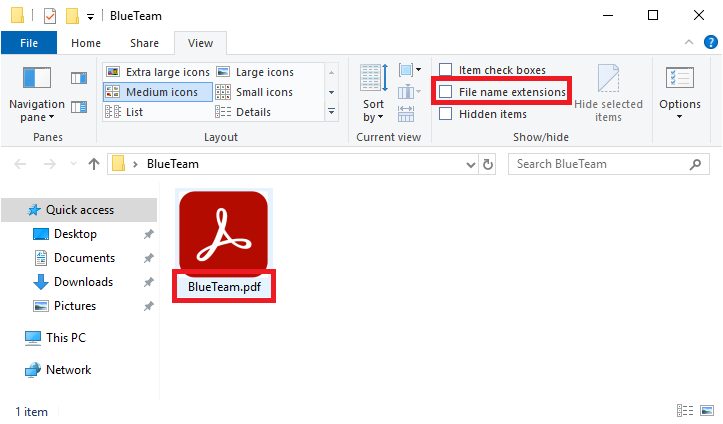 BlueTeam
File Home Share View
Navigation
pane
Panes
Extra large icons Large icons
Medium icons Small icons
List Details
Layout
Sort
by
Current view
Item check boxes
File name extensions
Hidden items
Hide selected
items
Show/hide
Options
BlueTeam
Search BlueTeam
Quick access
Desktop
Documents
Downloads
Pictures
This PC
Network
BlueTeam.pdf
1 item